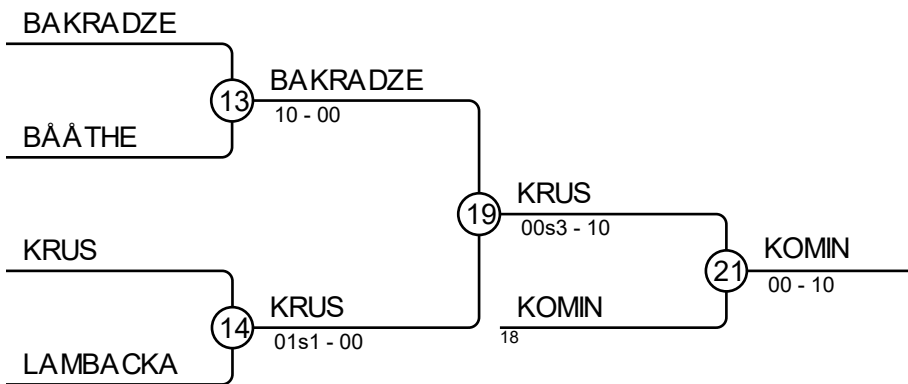 BAKRADZE
13
BAKRADZE
10 - 00
BÅÅTHE
19
KRUS
00s3 - 10
KRUS
14
KRUS
01s1 - 00
LAMBACKA
KOMIN
18
21
KOMIN
00 - 10